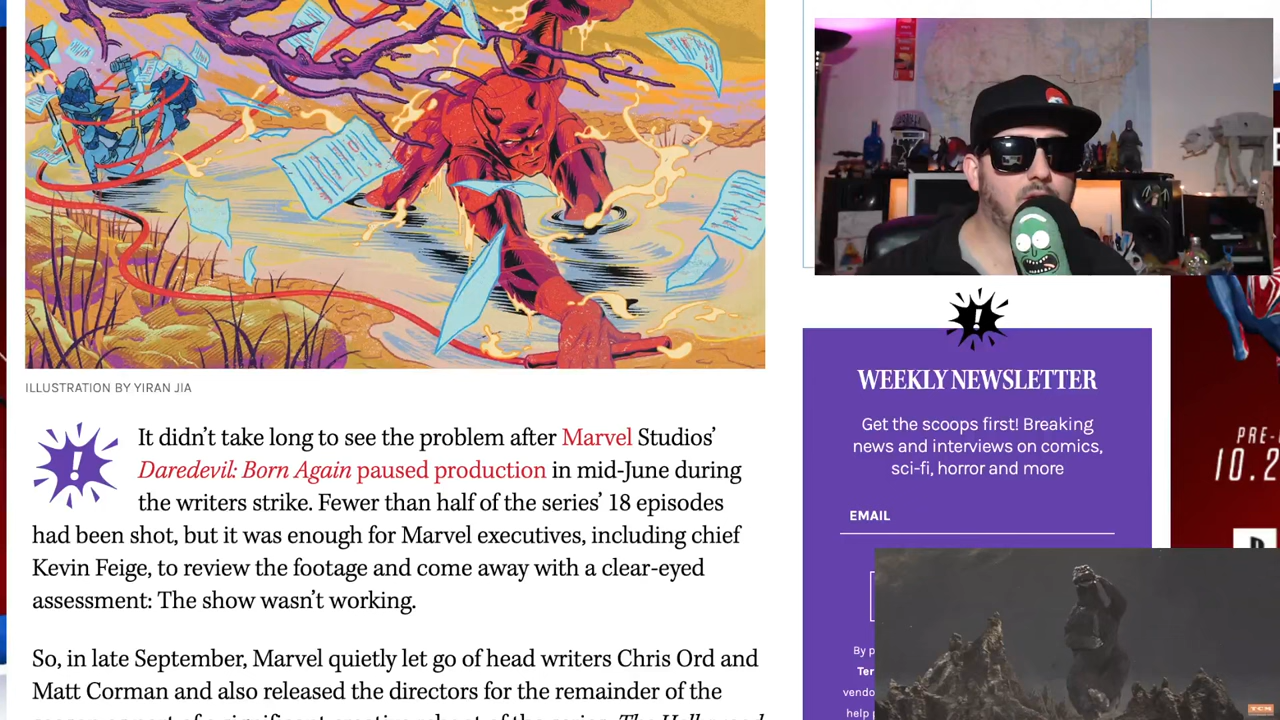 ILLUSTRATION BY YIRAN JIA
It didn’t take long to see the problem after Marvel Studios’
Daredevil: Born Again paused production in mid-June during
the writers strike. Fewer than half of the series’ 18 episodes
had been shot, but it was enough for Marvel executives, including chief
Kevin Feige, to review the footage and come away with a clear-eyed
assessment: The show wasn’t working.
So, in late September, Marvel quietly let go of head writers Chris Ord and
Matt Corman and also released the directors for the remainder of the
WEEKLY NEWSLETTER
Get the scoops first! Breaking
news and interviews on comics,
sci-fi, horror and more
EMAIL
By p
Ter
vendo
help
PRE-
10.2
TCM